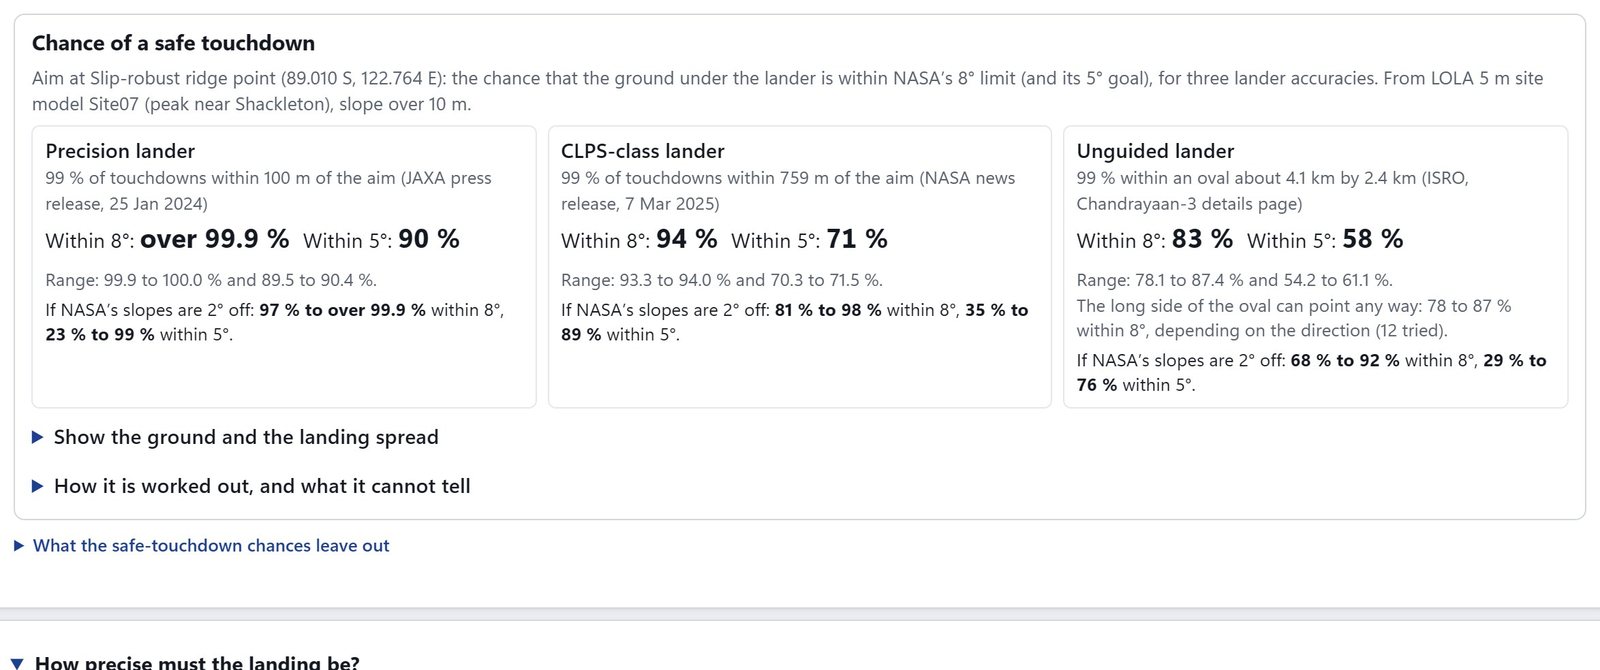 Chance of a safe touchdown
Aim at Slip-robust ridge point (89.010 S, 122.764 E): the chance that the ground under the lander is within NASA's 8° limit (and its 5° goal), for three lander accuracies. From LOLA 5 m site
model Site07 (peak near Shackleton), slope over 10 m.
Precision lander
99 % of touchdowns within 100 m of the aim (JAXA press
release, 25 Jan 2024)
Within 8°: over 99.9 % Within 5°: 90 %
Range: 99.9 to 100.0 % and 89.5 to 90.4 %.
If NASA's slopes are 2° off: 97 % to over 99.9 % within 8°,
23 % to 99 % within 5°.
CLPS-class lander
99 % of touchdowns within 759 m of the aim (NASA news
release, 7 Mar 2025)
Within 8°: 94 % Within 5°: 71 %
Range: 93.3 to 94.0 % and 70.3 to 71.5 %.
If NASA's slopes are 2° off: 81 % to 98 % within 8°, 35 % to
89 % within 5°.
Unguided lander
99 % within an oval about 4.1 km by 2.4 km (ISRO,
Chandrayaan-3 details page)
Within 8°: 83 % Within 5°: 58 %
Range: 78.1 to 87.4 % and 54.2 to 61.1 %.
The long side of the oval can point any way: 78 to 87 %
within 8°, depending on the direction (12 tried).
If NASA's slopes are 2° off: 68 % to 92 % within 8°, 29 % to
76 % within 5°.
Show the ground and the landing spread
How it is worked out, and what it cannot tell
What the safe-touchdown chances leave out
How precise must the landing be?